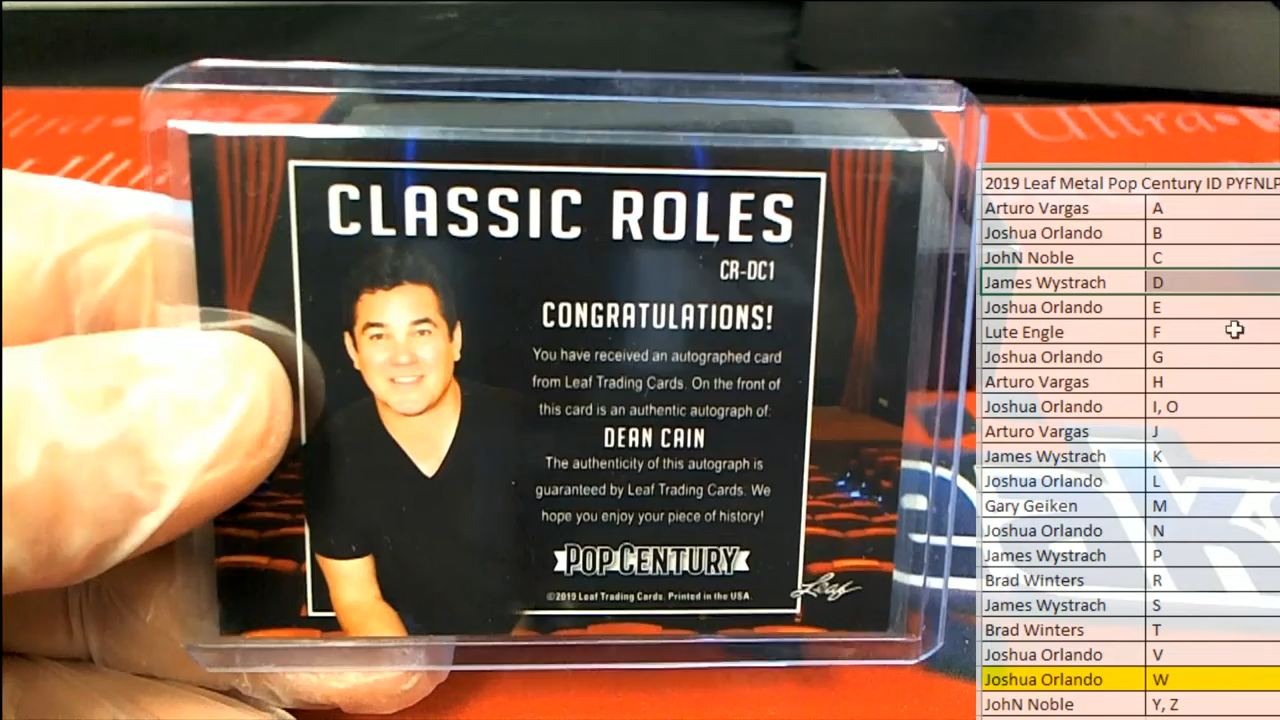 Ultra
CLASSIC ROLES
CR-DC1
CONGRATULATIONS!
You have received an autographed card
from Leaf Trading Cards. On the front of
this card is an authentic autograph of:
DEAN CAIN
The authenticity of this autograph is
guaranteed by Leaf Trading Cards. We
hope you enjoy your piece of history!
POP CENTURY
©2019 Leaf Trading Cards. Printed in the USA.
Leaf
Ultra
2019 Leaf Metal Pop Century ID PYFNLP
Arturo Vargas A
Joshua Orlando B
JohN Noble C
James Wystrach D
Joshua Orlando E
Lute Engle F
Joshua Orlando G
Arturo Vargas H
Joshua Orlando I, O
Arturo Vargas J
James Wystrach K
Joshua Orlando L
Gary Geiken M
Joshua Orlando N
James Wystrach P
Brad Winters R
James Wystrach S
Brad Winters T
Joshua Orlando V
Joshua Orlando W
JohN Noble Y, Z